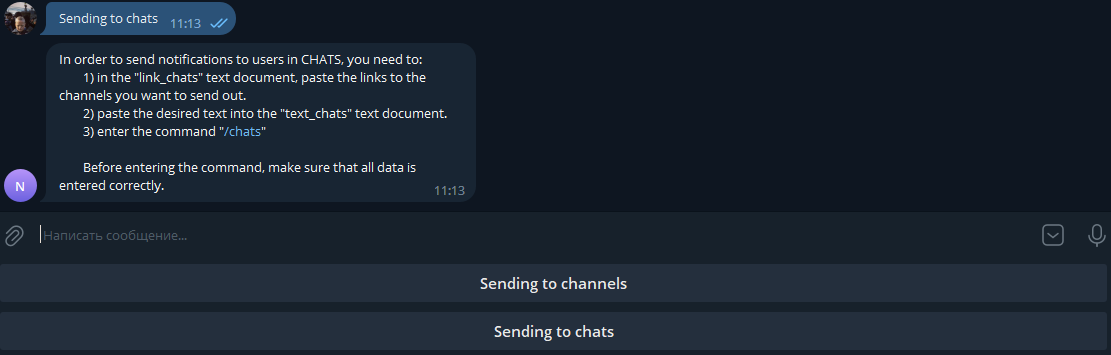 Sending to chats 11:13
In order to send notifications to users in CHATS, you need to:
1) in the "link_chats" text document, paste the links to the
channels you want to send out.
2) paste the desired text into the "text_chats" text document.
3) enter the command "/chats"
Before entering the command, make sure that all data is
entered correctly.
11:13
N
Написать сообщение...
Sending to channels
Sending to chats